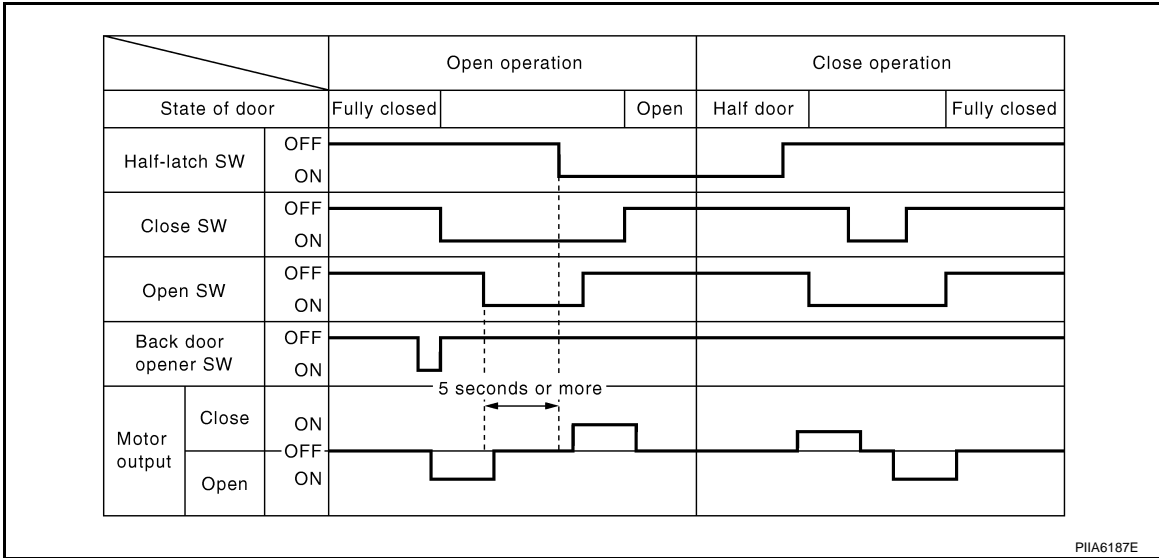 Open operation
Close operation
State of door
Fully closed
Open
Half door
Fully closed
Half-latch SW
OFF
ON
Close SW
OFF
ON
Open SW
OFF
ON
Back door
opener SW
OFF
ON
5 seconds or more
Motor
output
Close
ON
OFF
Open
ON
PIIA6187E